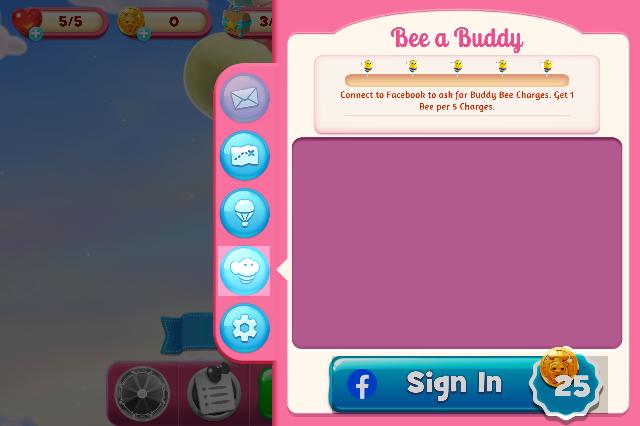 5/5
0
3/
Bee a Buddy
Connect to Facebook to ask for Buddy Bee Charges. Get 1
Bee per 5 Charges.
Sign In
25